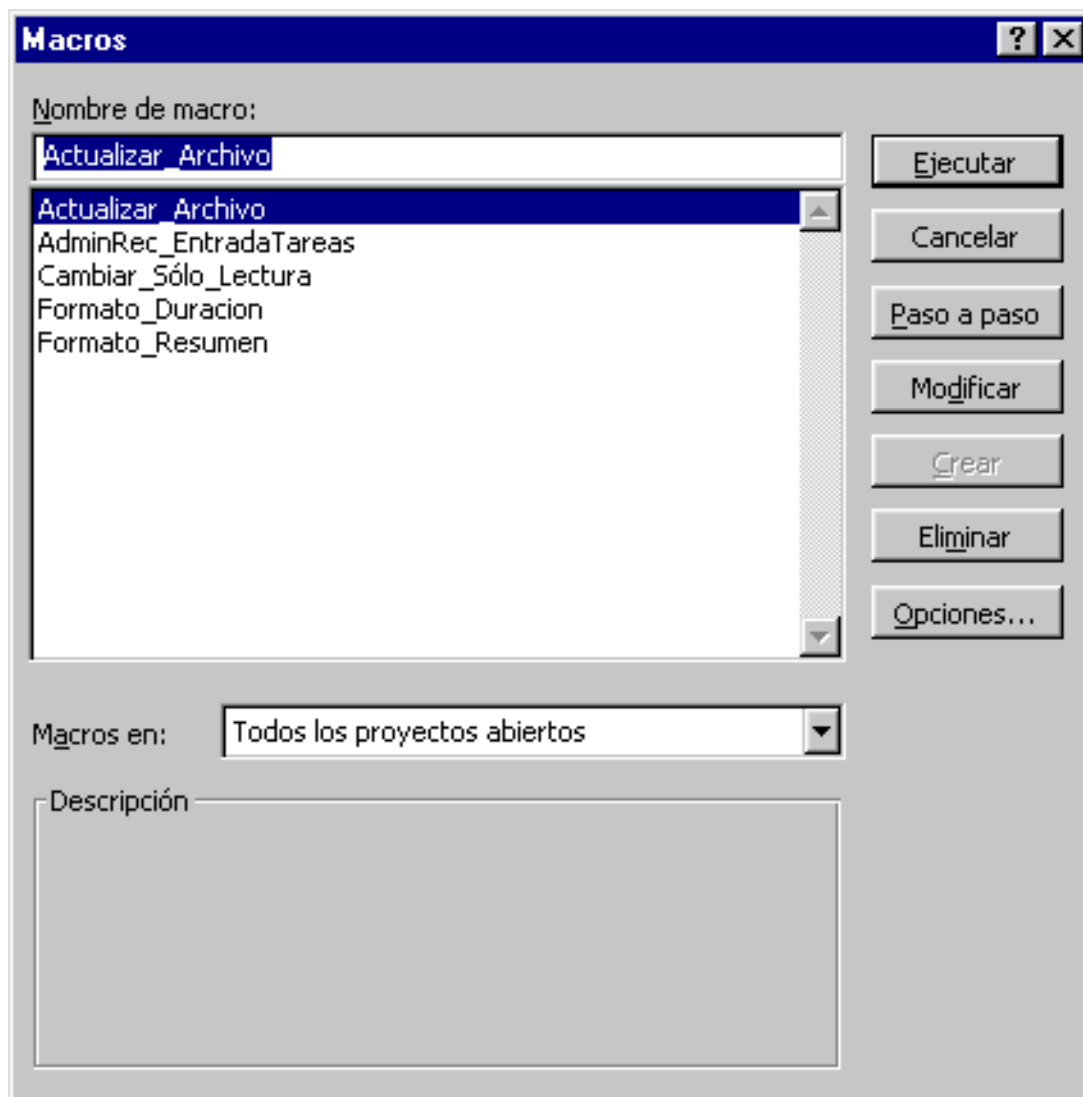 Macros
Nombre de macro:
Actualizar_Archivo
Actualizar_Archivo
AdminRec_EntradaTareas
Cambiar_Sólo_Lectura
Formato_Duracion
Formato_Resumen
Ejecutar
Cancelar
Paso a paso
Modificar
Crear
Eliminar
Opciones...
Macros en:
Todos los proyectos abiertos
Descripción